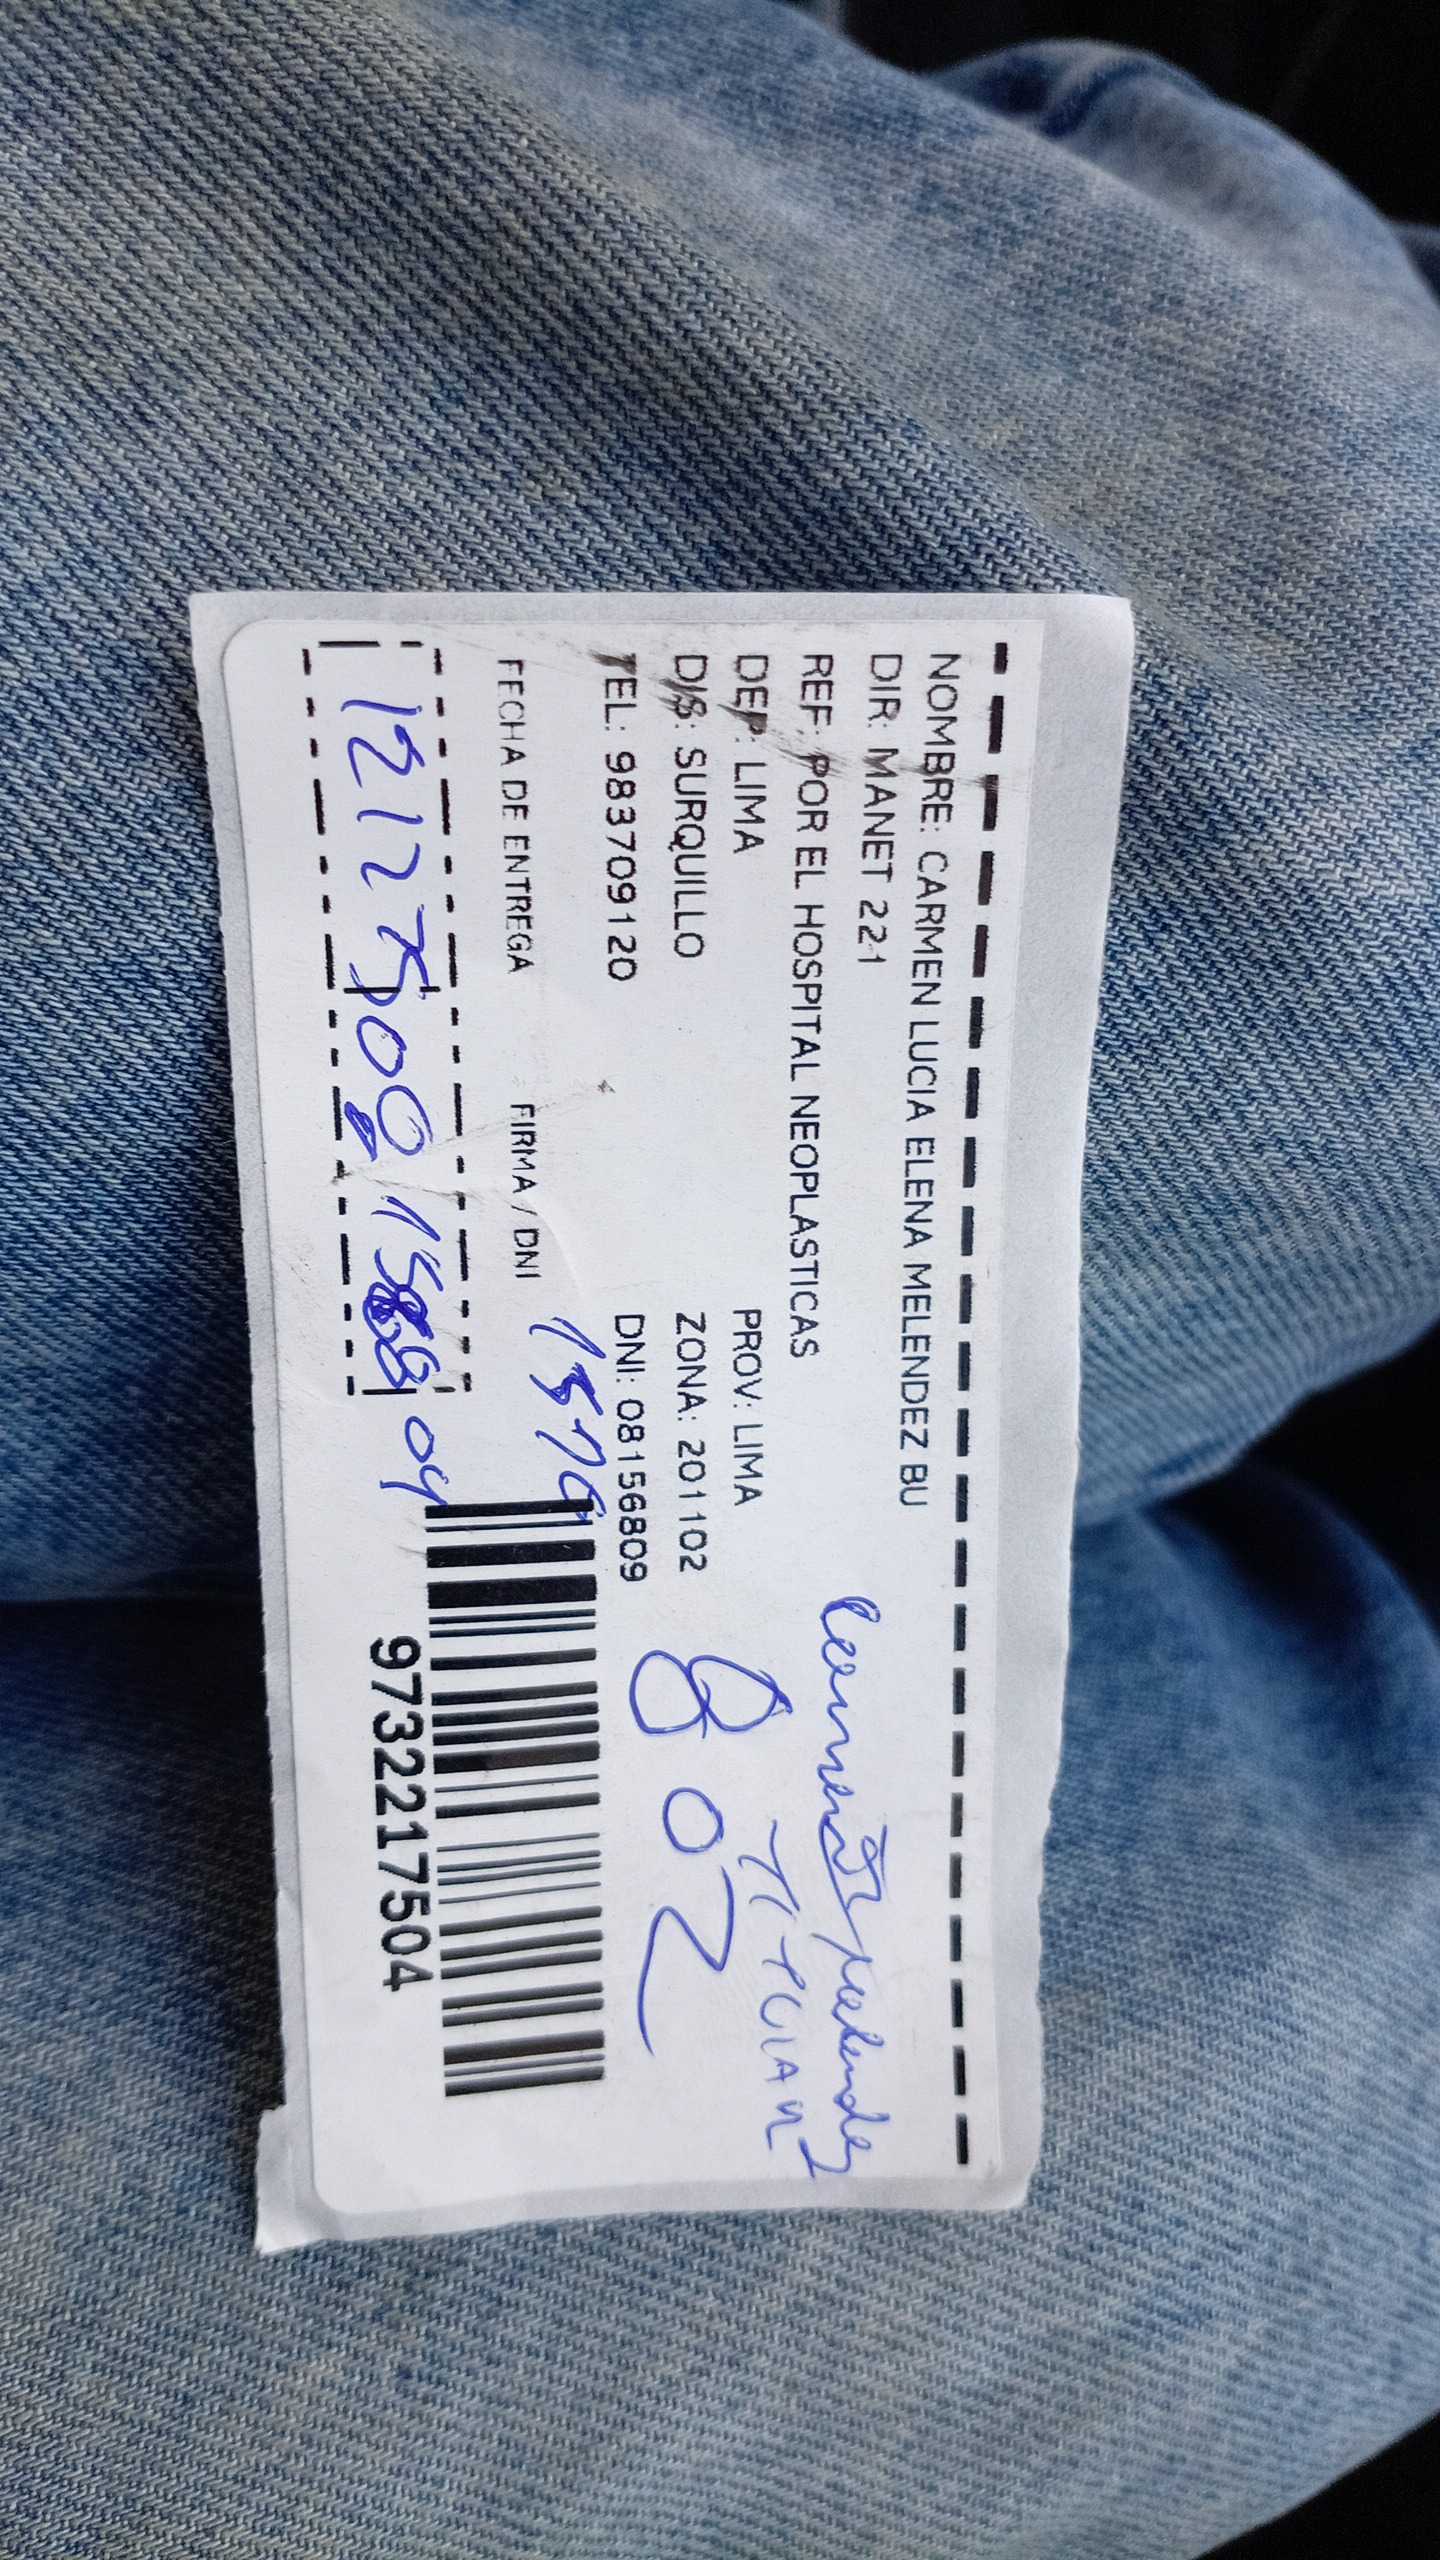 NOMBRE: CARMEN LUCIA ELENA MELENDEZ BU
DIR: MANET 221
REF: POR EL HOSPITAL NEOPLASTICAS
DEP: LIMA PROV: LIMA
DIS: SURQUILLO ZONA: 201102
TEL: 983709120 DNI: 08156809
802
FECHA DE ENTREGA FIRMA / DNI
9732217504